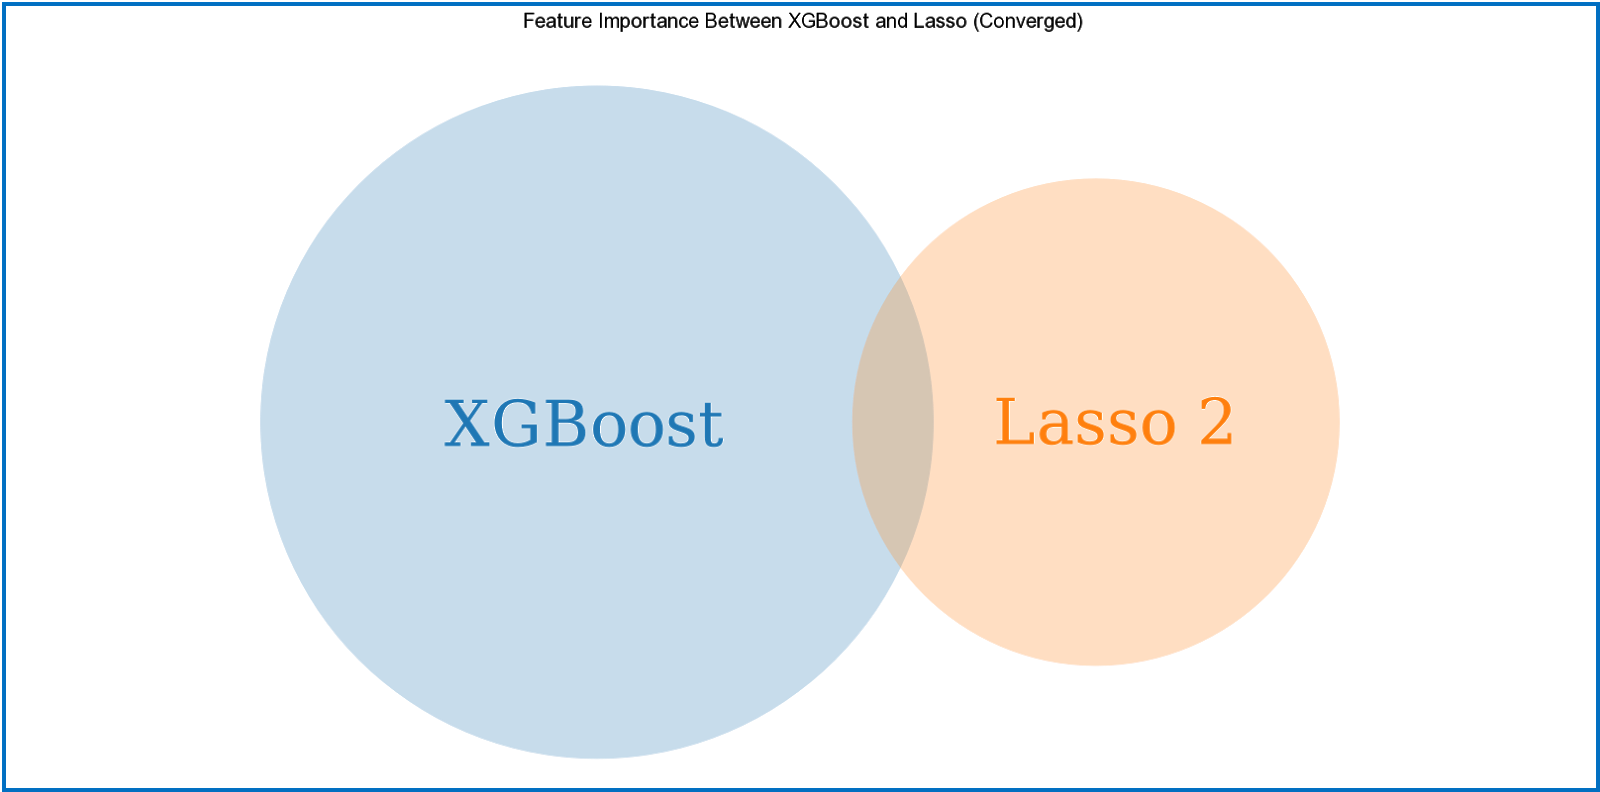 Feature Importance Between XGBoost and Lasso (Converged)
XGBoost
Lasso 2